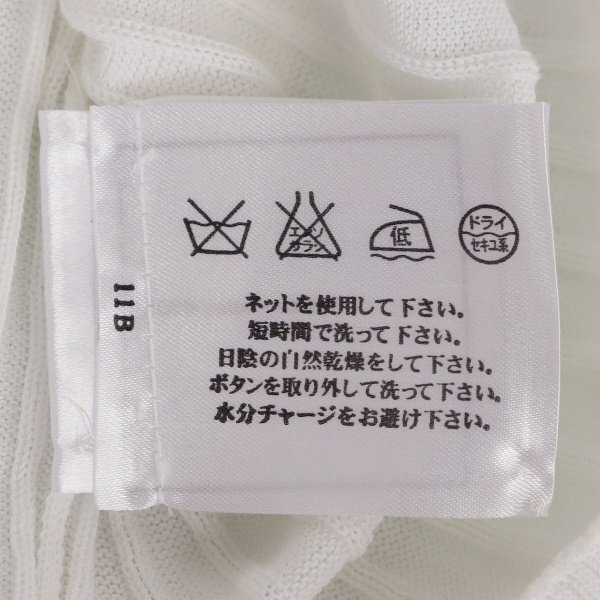 エンソ
サラシ
低
ドライ
セキユ系
ネットを使用して下さい。
短時間で洗って下さい。
日陰の自然乾燥をして下さい。
ボタンを取り外して洗って下さい。
水分チャージをお避け下さい。
11B